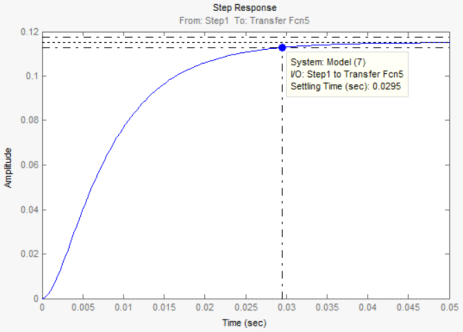 Step Response
From: Step1 To: Transfer Fcn5
0.12
0.1
0.08
0.06
0.04
0.02
0
Amplitude
System: Model (7)
I/O: Step1 to Transfer Fcn5
Settling Time (sec): 0.0295
0 0.005 0.01 0.015 0.02 0.025 0.03 0.035 0.04 0.045 0.05
Time (sec)